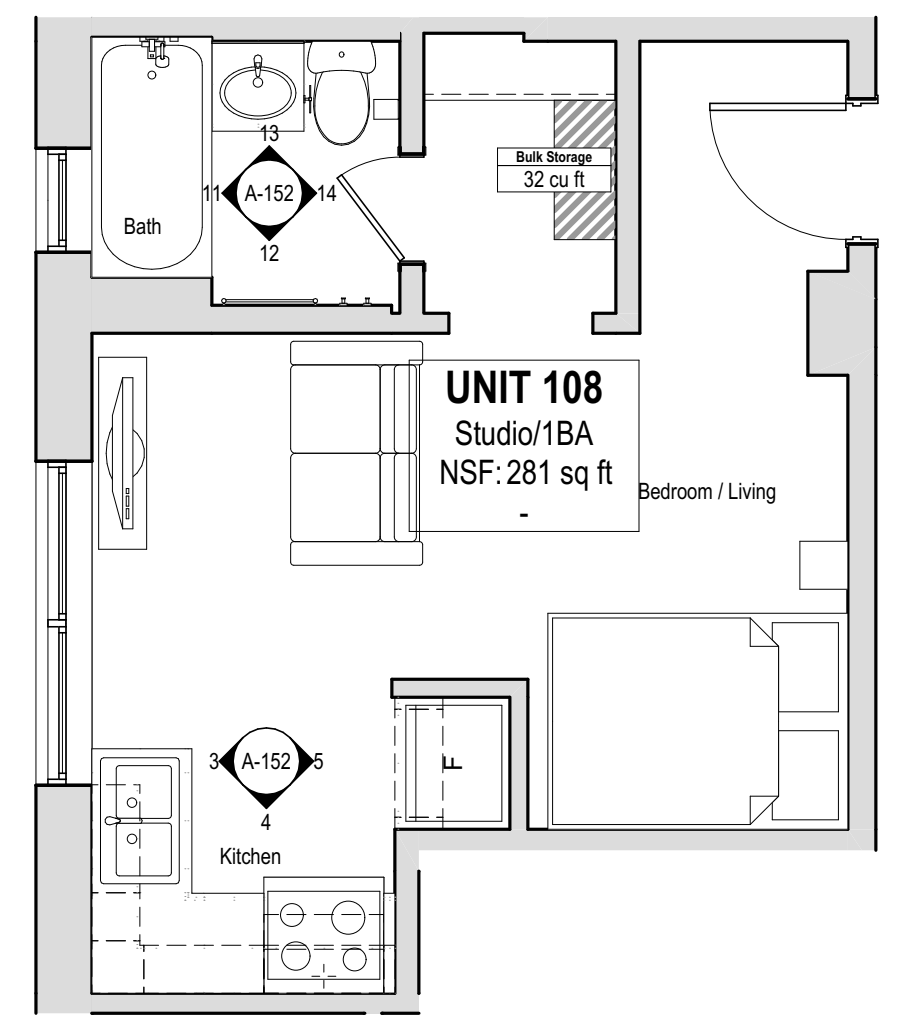 13
11 A-152 14
12
Bath
Bulk Storage
32 cu ft
UNIT 108
Studio/1BA
NSF: 281 sq ft
-
Bedroom / Living
3 A-152 5
4
Kitchen
F